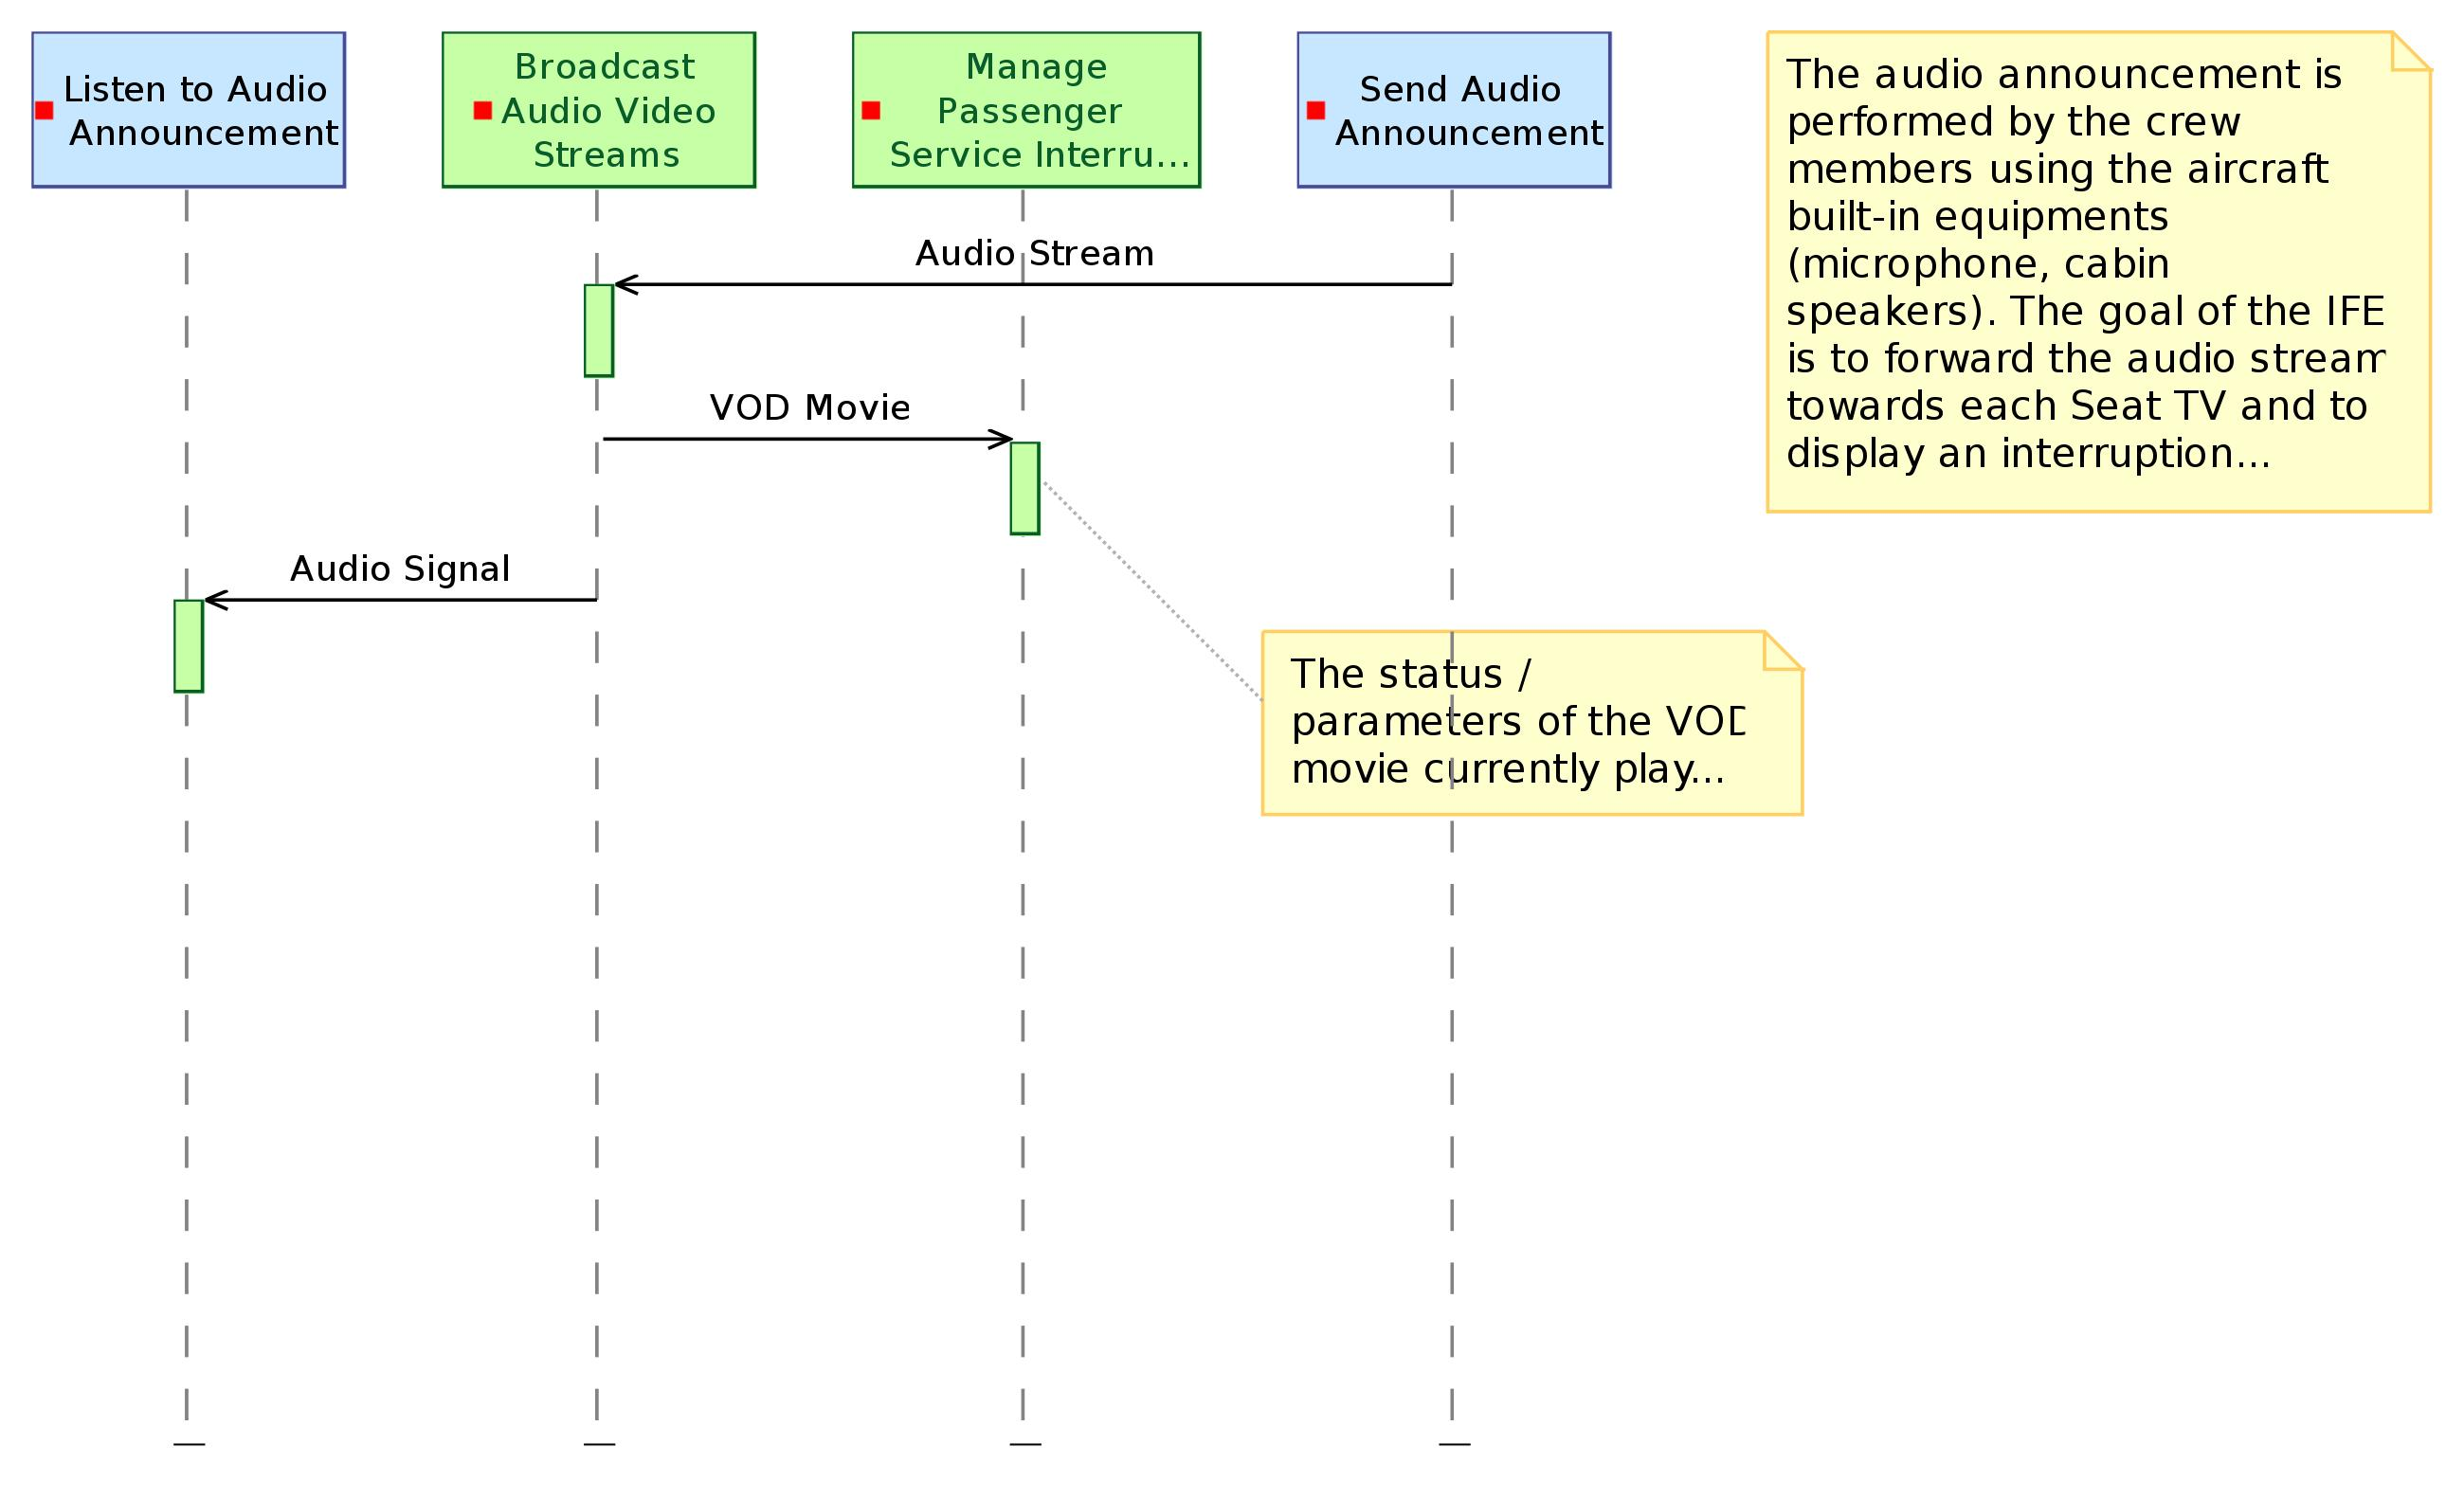 Listen to Audio
Announcement
Broadcast
Audio Video
Streams
Manage
Passenger
Service Interru...
Send Audio
Announcement
The audio announcement is
performed by the crew
members using the aircraft
built-in equipments
(microphone, cabin
speakers). The goal of the IFE
is to forward the audio stream
towards each Seat TV and to
display an interruption...
Audio Stream
VOD Movie
Audio Signal
The status /
parameters of the VOD
movie currently play...